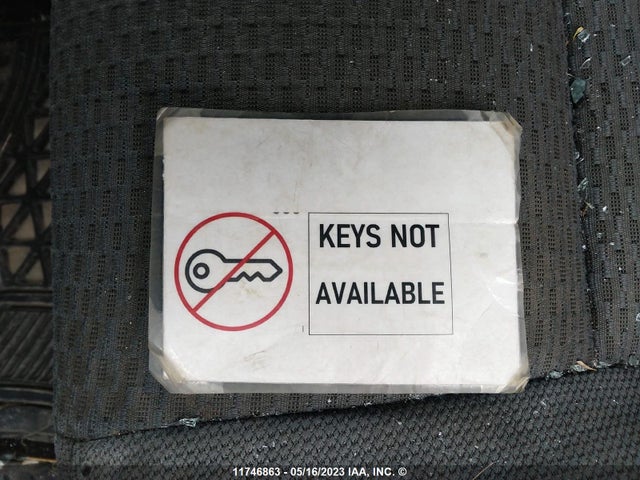 KEYS NOT
AVAILABLE
11746863 - 05/16/2023 IAA, INC. ©